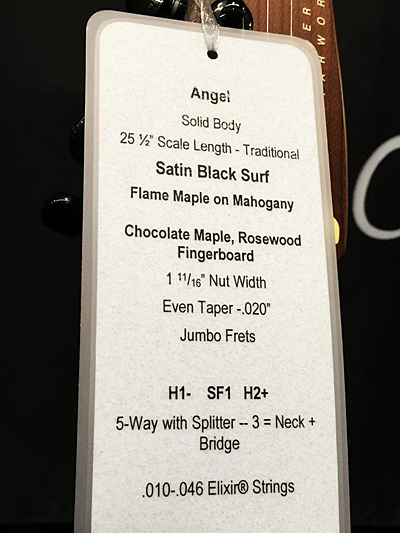 Angel
Solid Body
25 ½" Scale Length - Traditional
Satin Black Surf
Flame Maple on Mahogany
Chocolate Maple, Rosewood
Fingerboard
1 11/16" Nut Width
Even Taper -.020"
Jumbo Frets
H1- SF1 H2+
5-Way with Splitter -- 3 = Neck +
Bridge
.010-.046 Elixir® Strings